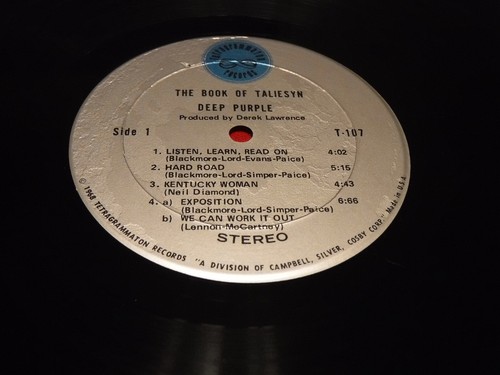 TETRAGRAMMATON
RECORDS
THE BOOK OF TALIESYN
DEEP PURPLE
Produced by Derek Lawrence
Side 1 T-107
1. LISTEN, LEARN, READ ON 4:02
(Blackmore-Lord-Evans-Paice)
2. HARD ROAD 5:15
(Blackmore-Lord-Simper-Paice)
3. KENTUCKY WOMAN 4:43
(Neil Diamond)
4. a) EXPOSITION 6:66
(Blackmore-Lord-Simper-Paice)
b) WE CAN WORK IT OUT
(Lennon-McCartney)
STEREO
© 1968 TETRAGRAMMATON RECORDS "A DIVISION OF CAMPBELL, SILVER, COSBY CORP." Made in U.S.A.